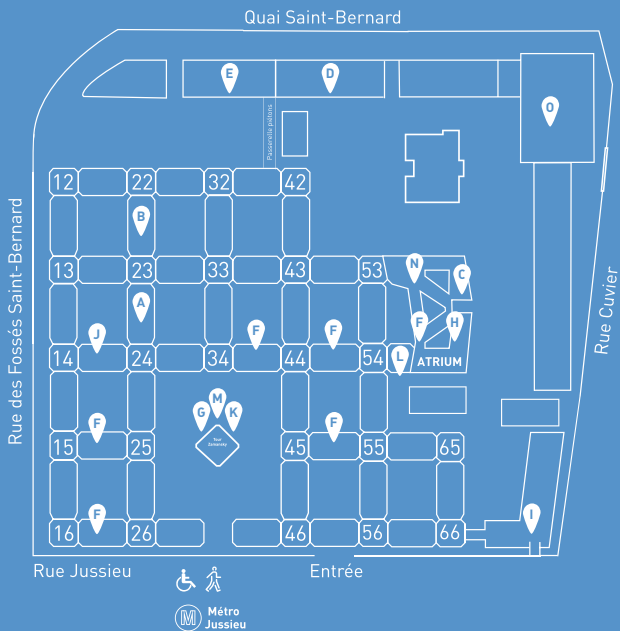 Quai Saint-Bernard
E
D
O
Passerelle piétons
12
22
32
42
B
Rue des Fossés Saint-Bernard
13
23
33
43
53
N
C
Rue Cuvier
A
J
F
F
F
H
14
24
34
44
54
L
ATRIUM
M
G
K
F
F
15
25
Tour
Zamansky
45
55
65
F
I
16
26
46
56
66
Rue Jussieu
Entrée
M
Métro
Jussieu